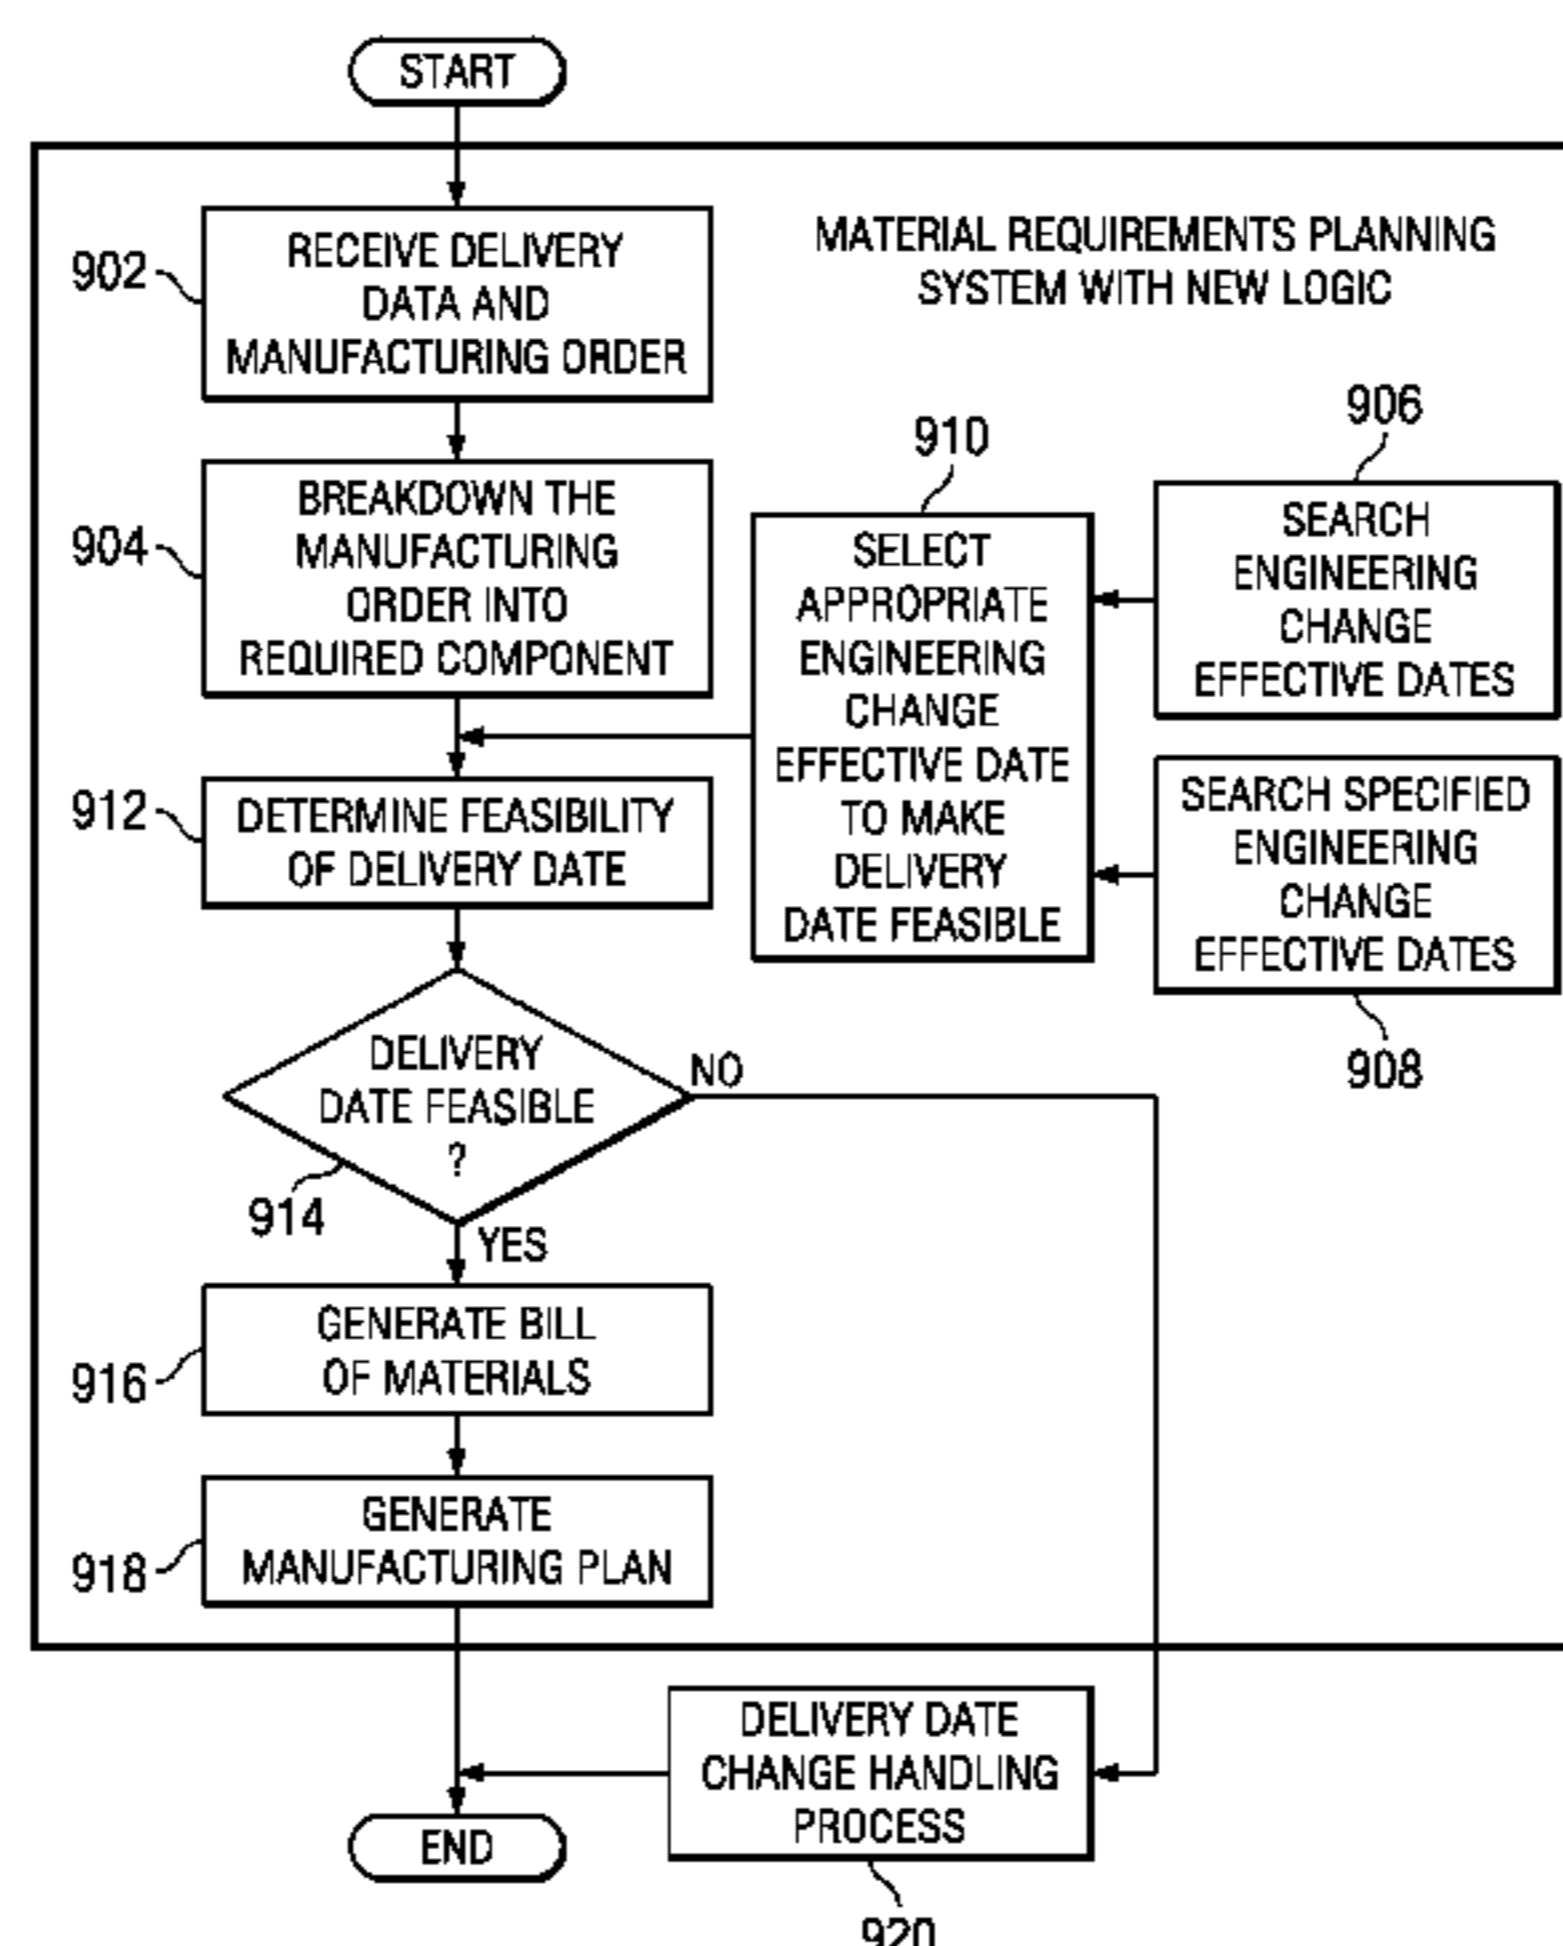 START
902
RECEIVE DELIVERY
DATA AND
MANUFACTURING ORDER
MATERIAL REQUIREMENTS PLANNING
SYSTEM WITH NEW LOGIC
904
BREAKDOWN THE
MANUFACTURING
ORDER INTO
REQUIRED COMPONENT
910
SELECT
APPROPRIATE
ENGINEERING
CHANGE
EFFECTIVE DATE
TO MAKE
DELIVERY
DATE FEASIBLE
906
SEARCH
ENGINEERING
CHANGE
EFFECTIVE DATES
SEARCH SPECIFIED
ENGINEERING
CHANGE
EFFECTIVE DATES
908
912
DETERMINE FEASIBILITY
OF DELIVERY DATE
DELIVERY
DATE FEASIBLE
?
NO
914
YES
916
GENERATE BILL
OF MATERIALS
918
GENERATE
MANUFACTURING PLAN
DELIVERY DATE
CHANGE HANDLING
PROCESS
920
END